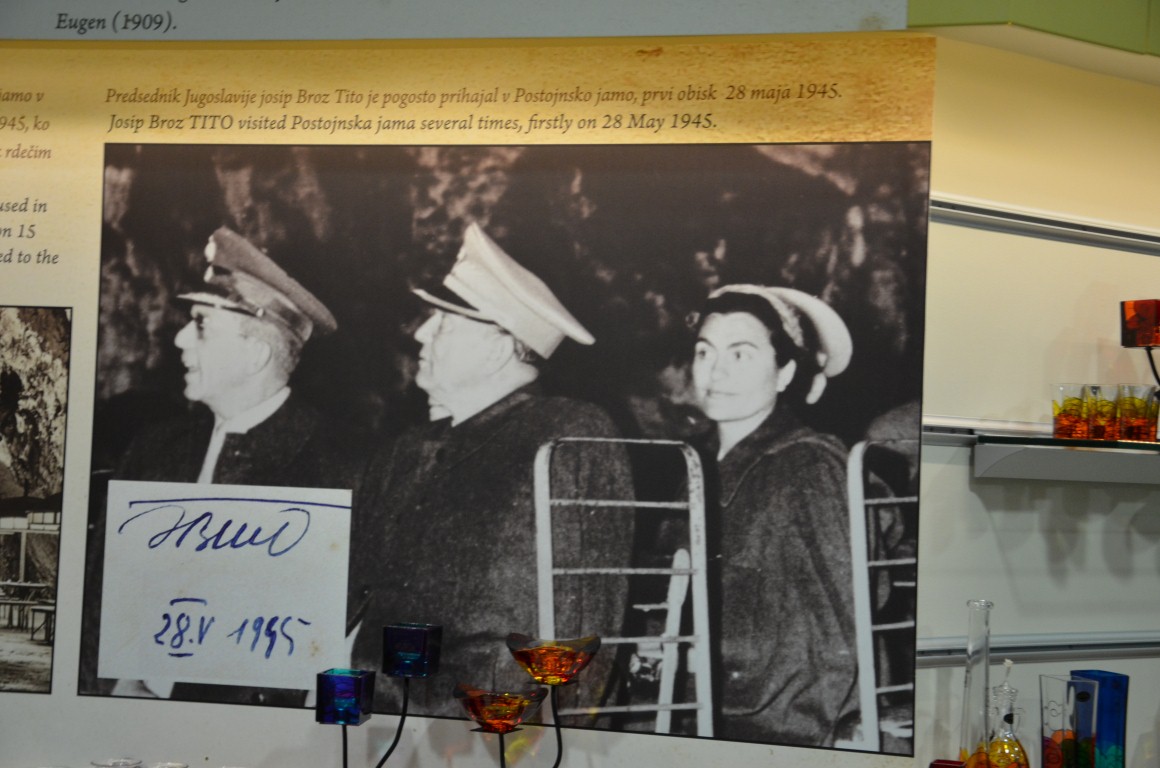 Eugen (1909).
jamo v
945, ko
rdečim
used in
on 15
ed to the
Predsednik Jugoslavije josip Broz Tito je pogosto prihajal v Postojnsko jamo, prvi obisk 28 maja 1945.
Josip Broz TITO visited Postojnska jama several times, firstly on 28 May 1945.
28.V 1945